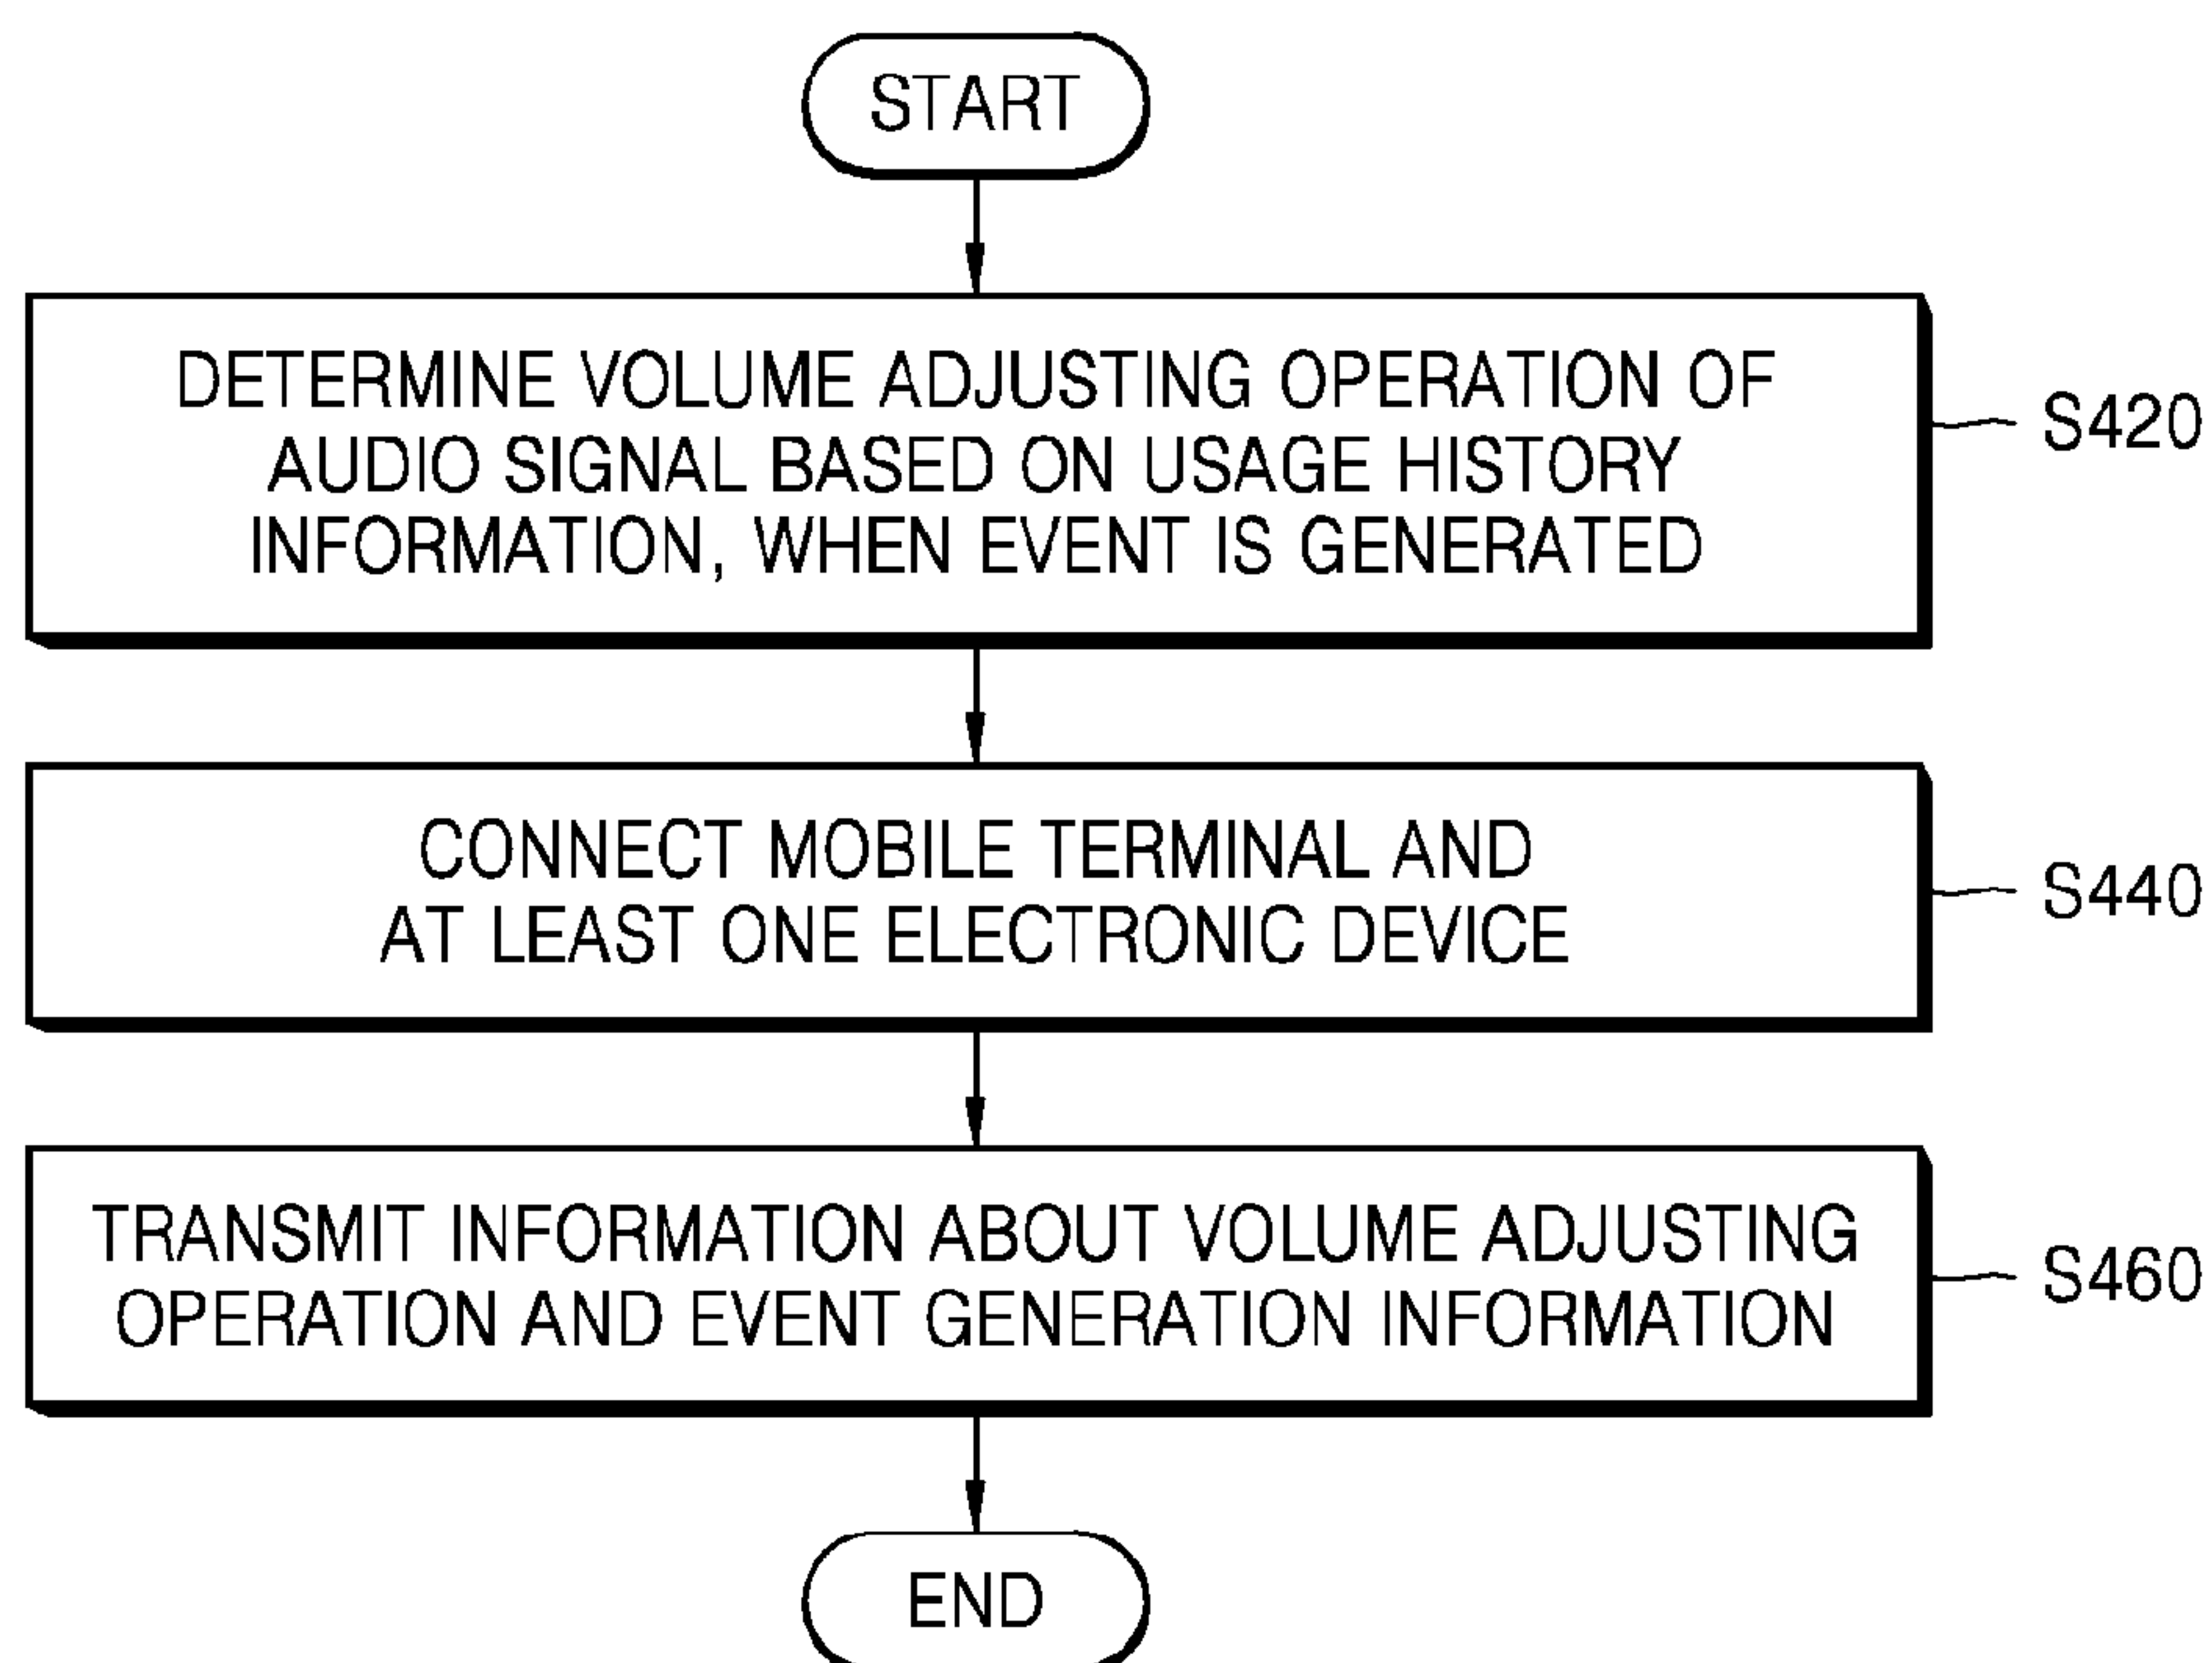 START
DETERMINE VOLUME ADJUSTING OPERATION OF
AUDIO SIGNAL BASED ON USAGE HISTORY
INFORMATION, WHEN EVENT IS GENERATED
S420
CONNECT MOBILE TERMINAL AND
AT LEAST ONE ELECTRONIC DEVICE
S440
TRANSMIT INFORMATION ABOUT VOLUME ADJUSTING
OPERATION AND EVENT GENERATION INFORMATION
S460
END